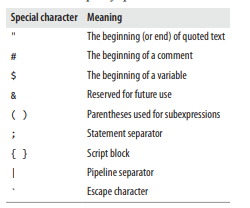 Special character Meaning
" The beginning (or end) of quoted text
# The beginning of a comment
$ The beginning of a variable
& Reserved for future use
( ) Parentheses used for subexpressions
; Statement separator
{ } Script block
| Pipeline separator
` Escape character